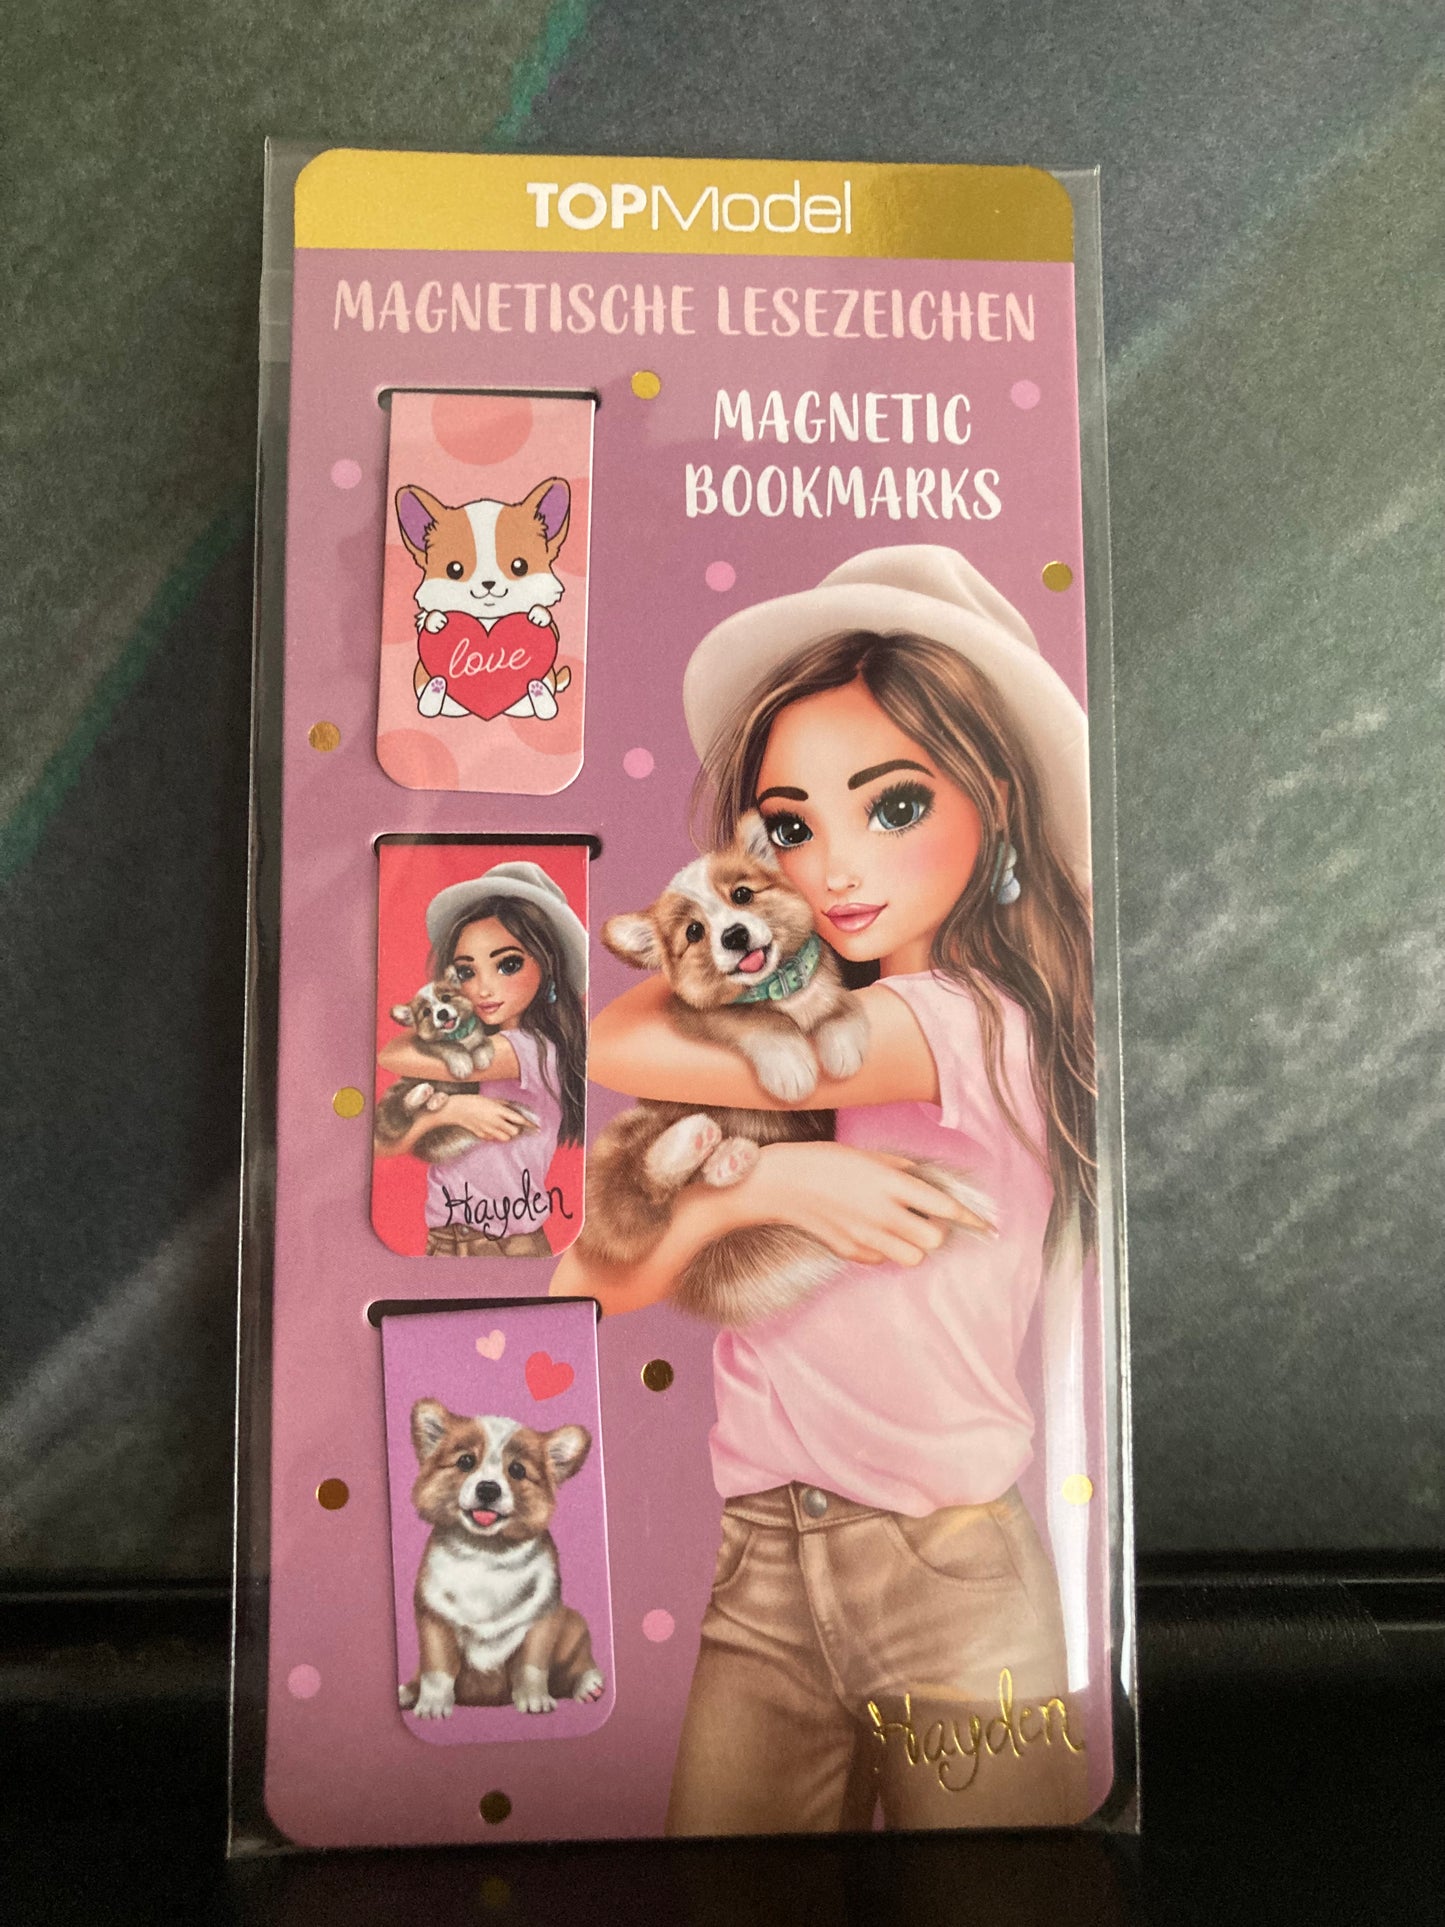 TOPModel
MAGNETISCHE LESEZEICHEN
MAGNETIC
BOOKMARKS
love
Hayden
Hayden